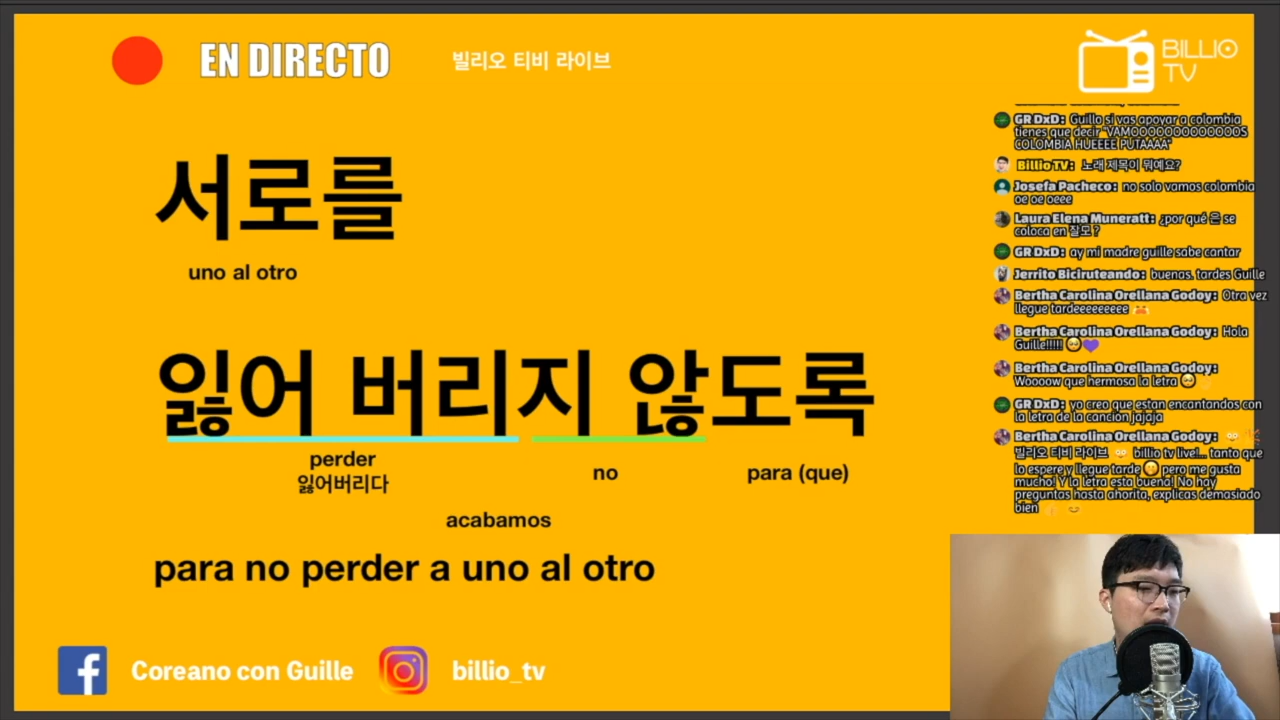 EN DIRECTO
빌리오 티비 라이브
BILLIO
TV
서로를
uno al otro
잃어 버리지 않도록
perder
잃어버리다
no
para (que)
acabamos
para no perder a uno al otro
Coreano con Guille
billio_tv
GR DxD: Guillo si vas apoyar a colombia
tienes que decir "VAMOOOOOOOOOOOOS
COLOMBIA HUEEEE PUTAAAA"
Billio TV: 노래 제목이 뭐예요?
Josefa Pacheco: no solo vamos colombia
oe oe oeee
Laura Elena Muneratt: ¿por qué 은 se
coloca en 잘모?
GR DxD: ay mi madre guille sabe cantar
Jerrito Biciruteando: buenas. tardes Guille
Bertha Carolina Orellana Godoy: Otra vez
llegue tardeeeeeeeee
Bertha Carolina Orellana Godoy: Hola
Guille!!!!!
Bertha Carolina Orellana Godoy:
Woooow que hermosa la letra
GR DxD: yo creo que estan encantandos con
la letra de la canción jajaja
Bertha Carolina Orellana Godoy:
빌리오 티비 라이브 billio tv live!... tanto que
lo espere y llegue tarde pero me gusta
mucho! Y la letra esta buena! No hay
preguntas hasta ahorita, explicas demasiado
bien